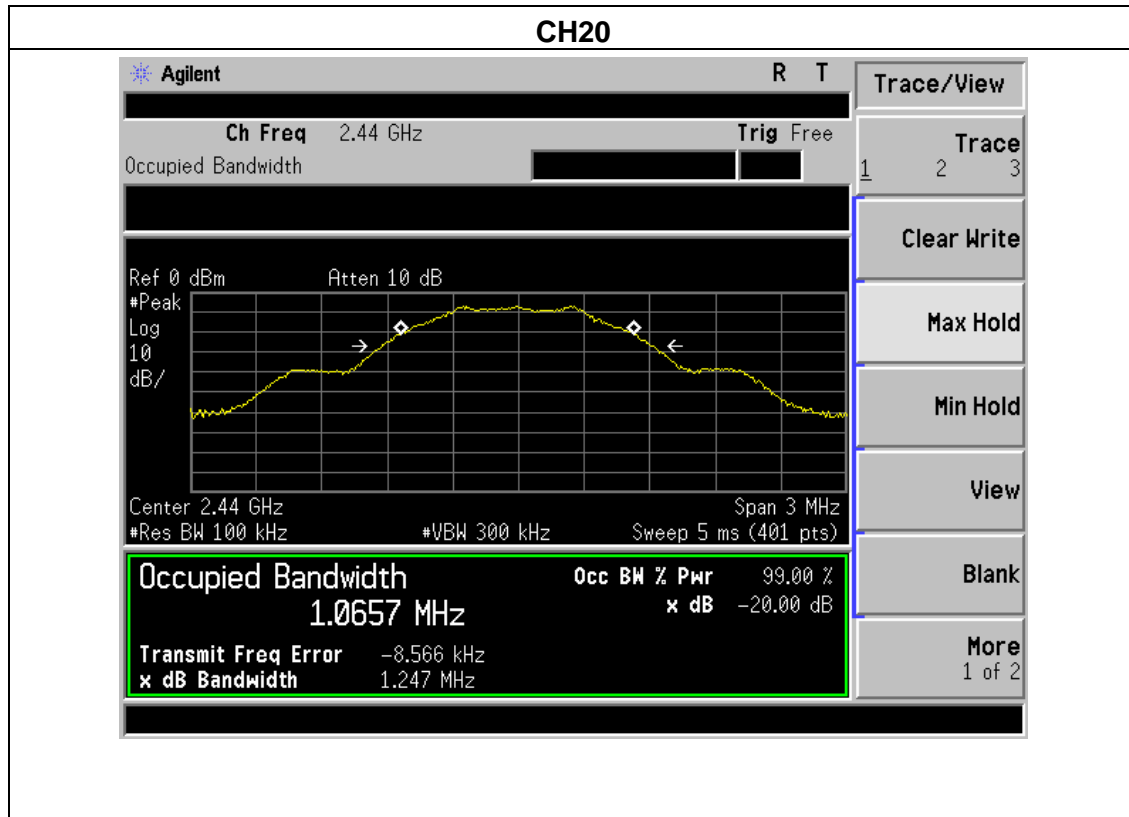 CH20
Agilent R T
Trace/View
Ch Freq 2.44 GHz Trig Free
Occupied Bandwidth
Trace
1 2 3
Clear Write
Ref 0 dBm Atten 10 dB
#Peak
Log
10
dB/
Max Hold
Min Hold
View
Center 2.44 GHz Span 3 MHz
#Res BW 100 kHz #VBW 300 kHz Sweep 5 ms (401 pts)
Occupied Bandwidth Occ BW % Pwr 99.00 %
1.0657 MHz x dB -20.00 dB
Blank
Transmit Freq Error -8.566 kHz
x dB Bandwidth 1.247 MHz
More
1 of 2